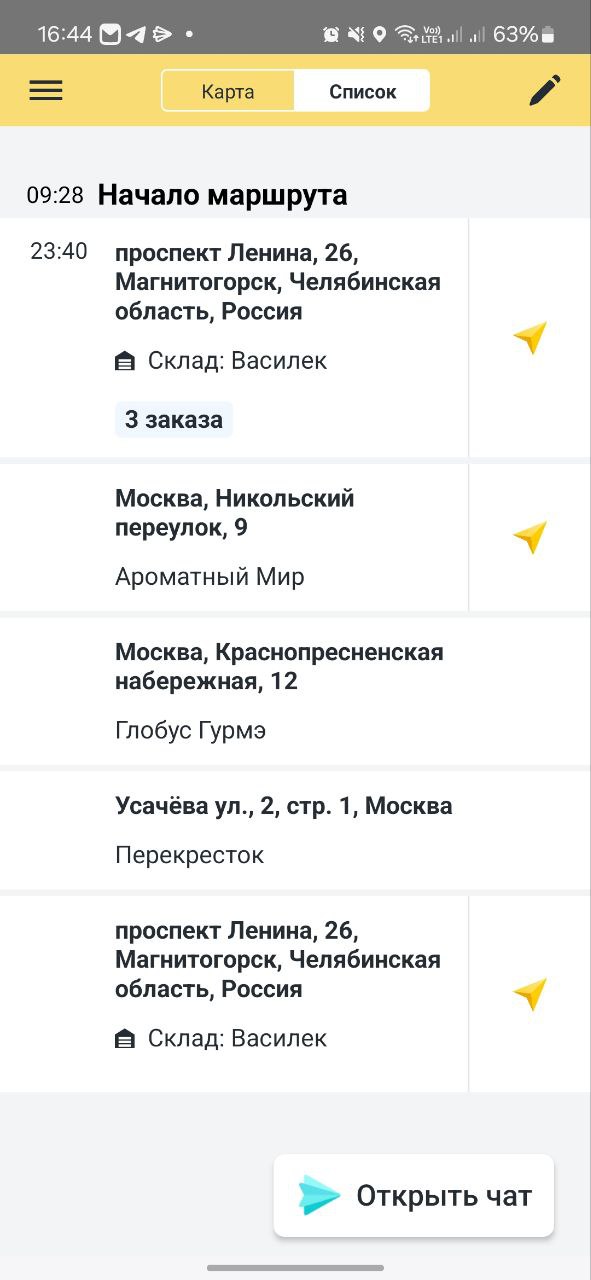 16:44 63%
Vo)) LTE1
Карта Список
09:28 Начало маршрута
23:40 проспект Ленина, 26,
Магнитогорск, Челябинская
область, Россия
Склад: Василек
3 заказа
Москва, Никольский
переулок, 9
Ароматный Мир
Москва, Краснопресненская
набережная, 12
Глобус Гурмэ
Усачёва ул., 2, стр. 1, Москва
Перекресток
проспект Ленина, 26,
Магнитогорск, Челябинская
область, Россия
Склад: Василек
Открыть чат